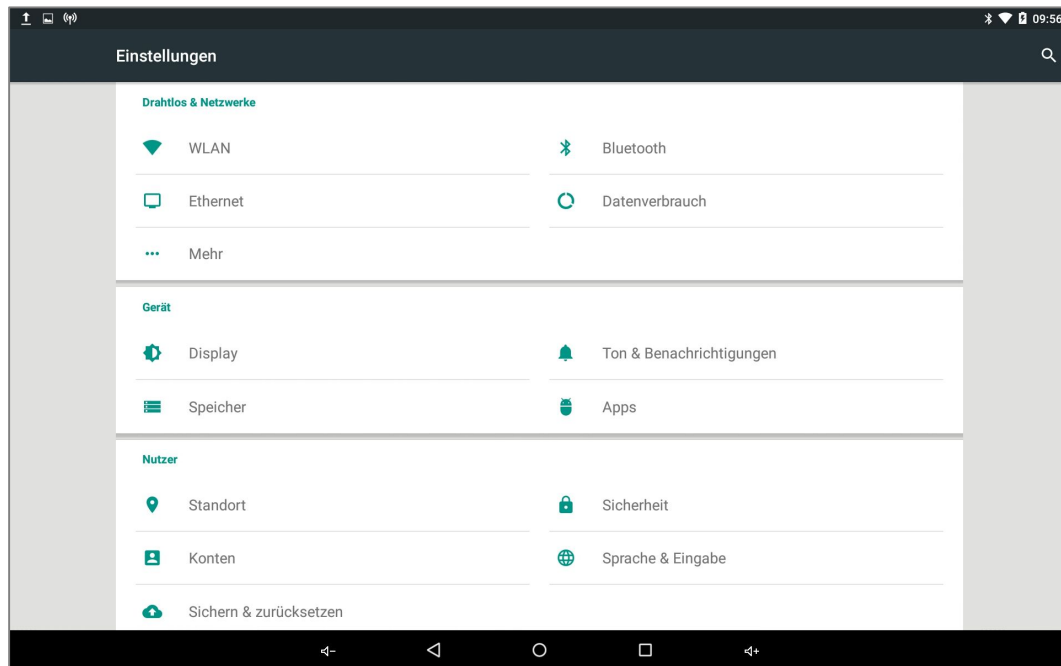 09:56
Einstellungen
Drahtlos & Netzwerke
WLAN
Bluetooth
Ethernet
Datenverbrauch
Mehr
Gerät
Display
Ton & Benachrichtigungen
Speicher
Apps
Nutzer
Standort
Sicherheit
Konten
Sprache & Eingabe
Sichern & zurücksetzen